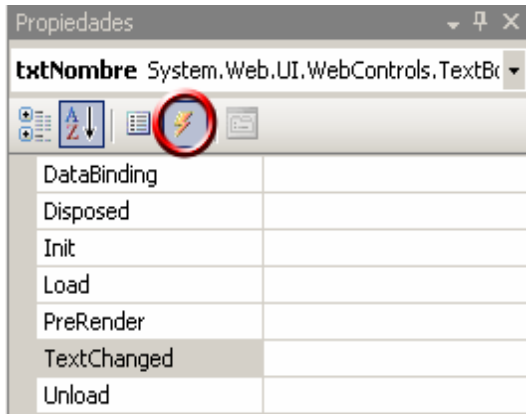 Propiedades
txtNombre System.Web.UI.WebControls.TextBo
A
Z
DataBinding
Disposed
Init
Load
PreRender
TextChanged
Unload